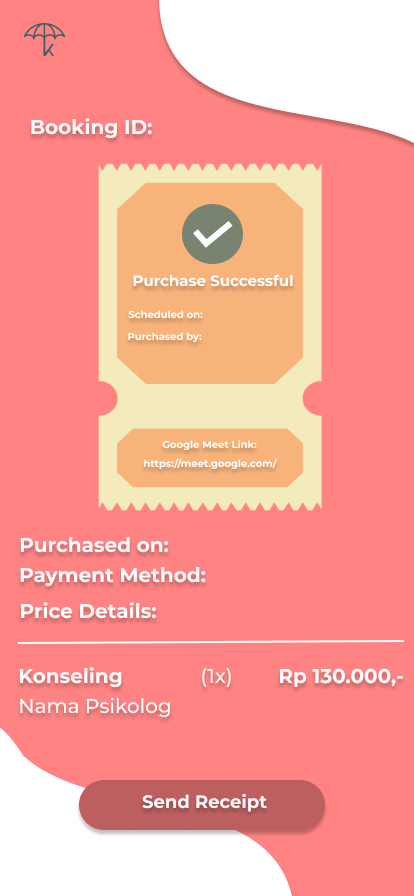 K
Booking ID:
Purchase Successful
Scheduled on:
Purchased by:
Google Meet Link:
https://meet.google.com/
Purchased on:
Payment Method:
Price Details:
Konseling (1x) Rp 130.000,-
Nama Psikolog
Send Receipt